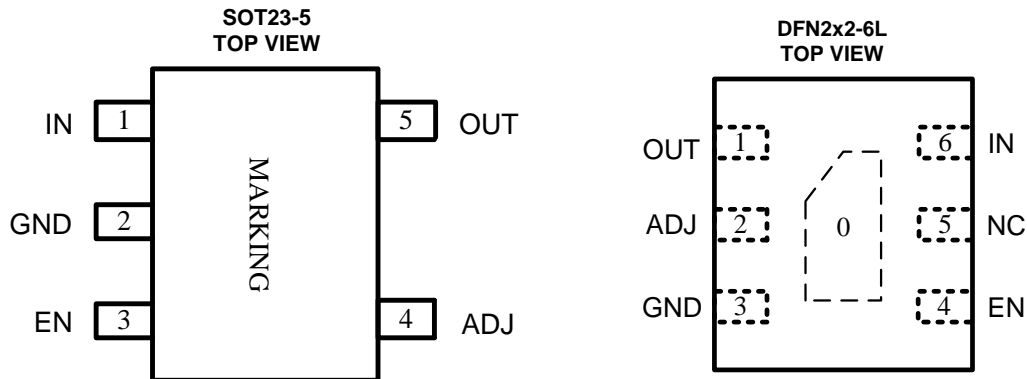 SOT23-5
TOP VIEW
IN 1
GND 2
EN 3
MARKING
5 OUT
4 ADJ
DFN2x2-6L
TOP VIEW
OUT 1
ADJ 2
GND 3
0
6 IN
5 NC
4 EN